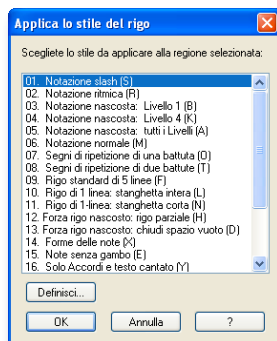 Applica lo stile del rigo
Scegliete lo stile da applicare alla regione selezionata:
01. Notazione slash (S)
02. Notazione ritmica (R)
03. Notazione nascosta: Livello 1 (B)
04. Notazione nascosta: Livello 4 (K)
05. Notazione nascosta: tutti i Livelli (A)
06. Notazione normale (M)
07. Segni di ripetizione di una battuta (O)
08. Segni di ripetizione di due battute (T)
09. Rigo standard di 5 linee (F)
10. Rigo di 1 linea: stanghetta intera (L)
11. Rigo di 1-linea: stanghetta corta (N)
12. Forza rigo nascosto: rigo parziale (H)
13. Forza rigo nascosto: chiudi spazio vuoto (D)
14. Forme delle note (X)
15. Note senza gambo (E)
16. Solo Accordi e testo cantato (Y)
Definisci...
OK Annulla ?